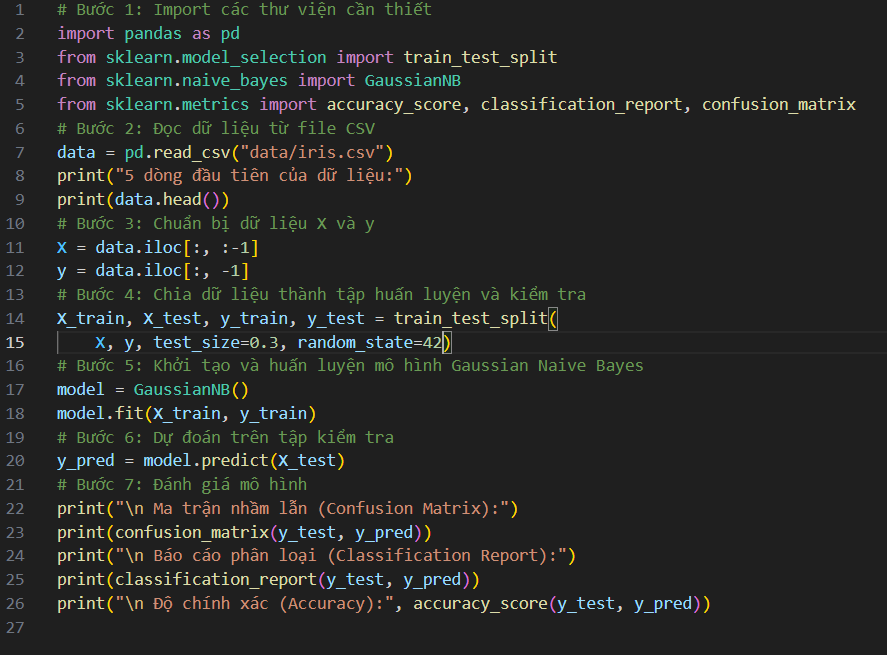 1 # Bước 1: Import các thư viện cần thiết
2 import pandas as pd
3 from sklearn.model_selection import train_test_split
4 from sklearn.naive_bayes import GaussianNB
5 from sklearn.metrics import accuracy_score, classification_report, confusion_matrix
6 # Bước 2: Đọc dữ liệu từ file CSV
7 data = pd.read_csv("data/iris.csv")
8 print("5 dòng đầu tiên của dữ liệu:")
9 print(data.head())
10 # Bước 3: Chuẩn bị dữ liệu X và y
11 X = data.iloc[:, :-1]
12 y = data.iloc[:, -1]
13 # Bước 4: Chia dữ liệu thành tập huấn luyện và kiểm tra
14 X_train, X_test, y_train, y_test = train_test_split(
15     X, y, test_size=0.3, random_state=42)
16 # Bước 5: Khởi tạo và huấn luyện mô hình Gaussian Naive Bayes
17 model = GaussianNB()
18 model.fit(X_train, y_train)
19 # Bước 6: Dự đoán trên tập kiểm tra
20 y_pred = model.predict(X_test)
21 # Bước 7: Đánh giá mô hình
22 print("\n Ma trận nhầm lẫn (Confusion Matrix):")
23 print(confusion_matrix(y_test, y_pred))
24 print("\n Báo cáo phân loại (Classification Report):")
25 print(classification_report(y_test, y_pred))
26 print("\n Độ chính xác (Accuracy):", accuracy_score(y_test, y_pred))
27